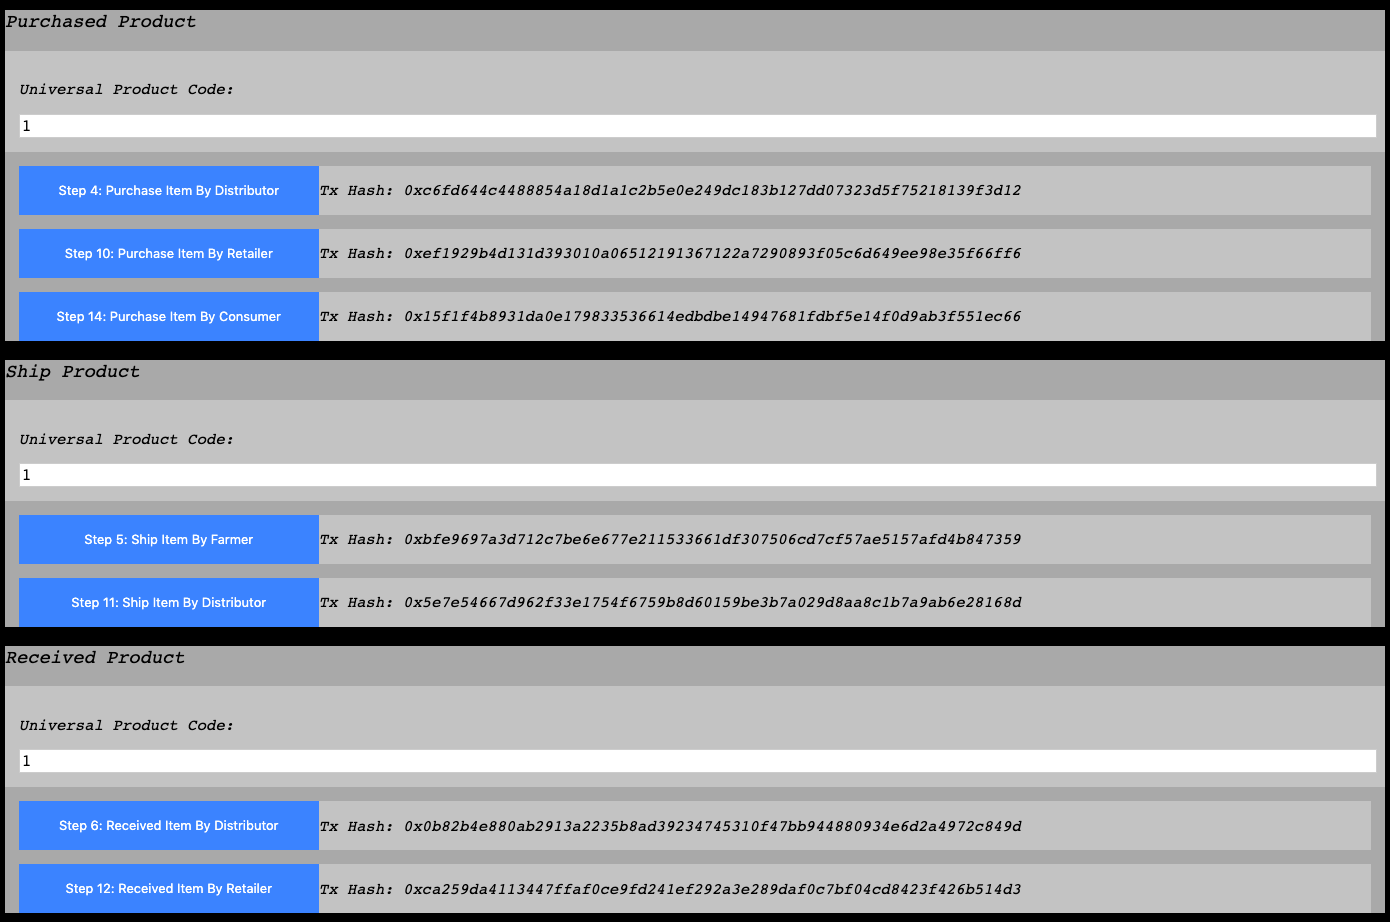 Purchased Product
Universal Product Code:
1
Step 4: Purchase Item By Distributor Tx Hash: 0xc6fd644c4488854a18d1a1c2b5e0e249dc183b127dd07323d5f75218139f3d12
Step 10: Purchase Item By Retailer Tx Hash: 0xef1929b4d131d393010a06512191367122a7290893f05c6d649ee98e35f66ff6
Step 14: Purchase Item By Consumer Tx Hash: 0x15f1f4b8931da0e179833536614edbdbe14947681fdbf5e14f0d9ab3f551ec66
Ship Product
Universal Product Code:
1
Step 5: Ship Item By Farmer Tx Hash: 0xbfe9697a3d712c7be6e677e211533661df307506cd7cf57ae5157afd4b847359
Step 11: Ship Item By Distributor Tx Hash: 0x5e7e54667d962f33e1754f6759b8d60159be3b7a029d8aa8c1b7a9ab6e28168d
Received Product
Universal Product Code:
1
Step 6: Received Item By Distributor Tx Hash: 0x0b82b4e880ab2913a2235b8ad39234745310f47bb944880934e6d2a4972c849d
Step 12: Received Item By Retailer Tx Hash: 0xca259da4113447ffaf0ce9fd241ef292a3e289daf0c7bf04cd8423f426b514d3